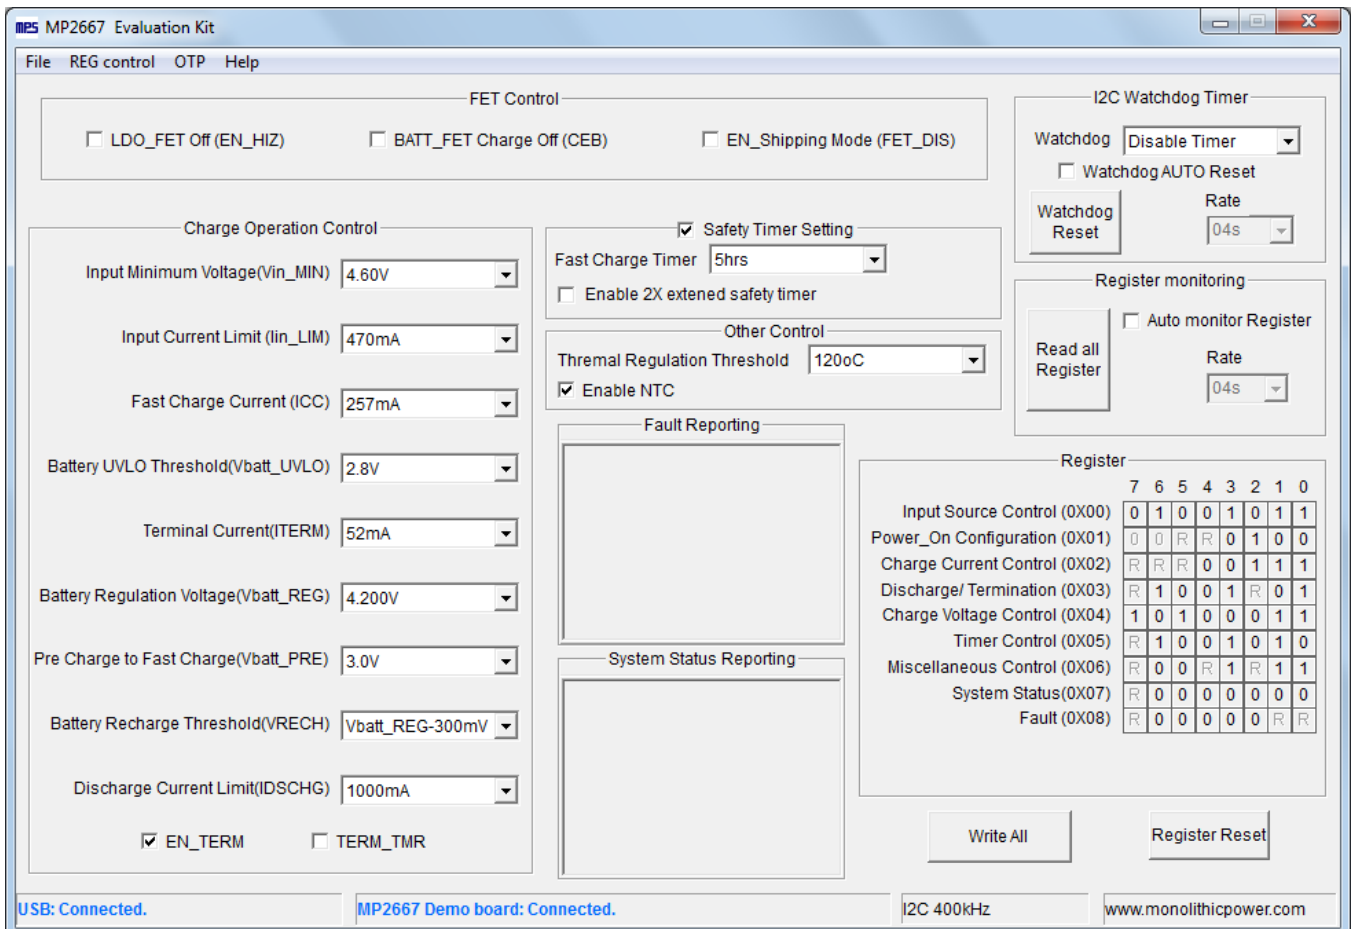 mps MP2667 Evaluation Kit
File REG control OTP Help
FET Control
LDO_FET Off (EN_HIZ) BATT_FET Charge Off (CEB) EN_Shipping Mode (FET_DIS)
I2C Watchdog Timer
Watchdog Disable Timer
Watchdog AUTO Reset
Watchdog Reset
Rate
04s
Charge Operation Control
Input Minimum Voltage(Vin_MIN) 4.60V
Input Current Limit (Iin_LIM) 470mA
Fast Charge Current (ICC) 257mA
Battery UVLO Threshold(Vbatt_UVLO) 2.8V
Terminal Current(ITERM) 52mA
Battery Regulation Voltage(Vbatt_REG) 4.200V
Pre Charge to Fast Charge(Vbatt_PRE) 3.0V
Battery Recharge Threshold(VRECH) Vbatt_REG-300mV
Discharge Current Limit(IDSCHG) 1000mA
EN_TERM TERM_TMR
Safety Timer Setting
Fast Charge Timer 5hrs
Enable 2X extened safety timer
Other Control
Thremal Regulation Threshold 120oC
Enable NTC
Fault Reporting
System Status Reporting
Register monitoring
Auto monitor Register
Read all
Register
Rate
04s
Register
7 6 5 4 3 2 1 0
Input Source Control (0X00) 0 1 0 0 1 0 1 1
Power_On Configuration (0X01) 0 0 R R 0 1 0 0
Charge Current Control (0X02) R R R 0 0 1 1 1
Discharge/ Termination (0X03) R 1 0 0 1 R 0 1
Charge Voltage Control (0X04) 1 0 1 0 0 0 1 1
Timer Control (0X05) R 1 0 0 1 0 1 0
Miscellaneous Control (0X06) R 0 0 R 1 R 1 1
System Status(0X07) R 0 0 0 0 0 0 0
Fault (0X08) R 0 0 0 0 0 R R
Write All Register Reset
USB: Connected. MP2667 Demo board: Connected. I2C 400kHz www.monolithicpower.com